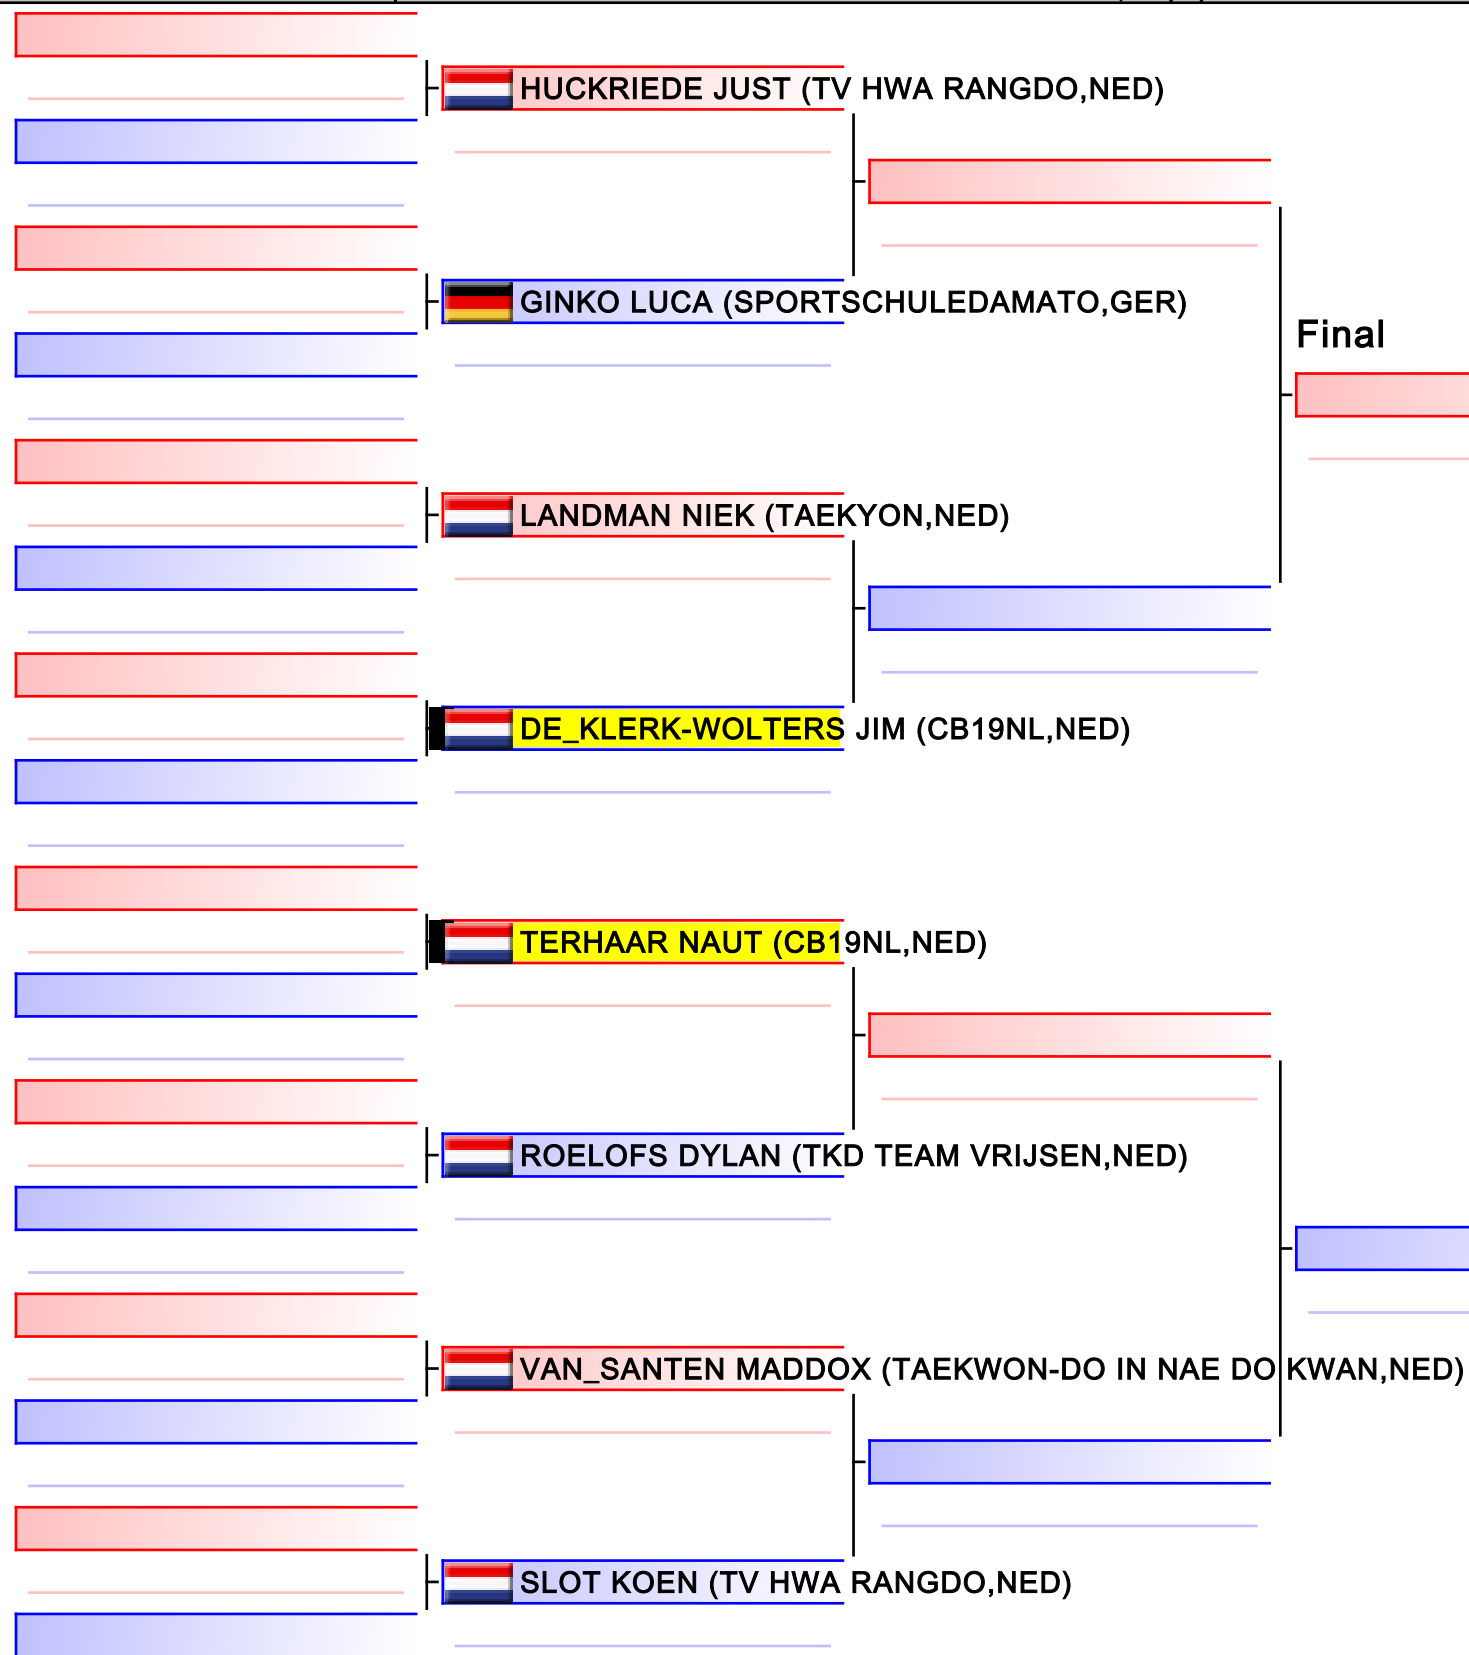 HUCKRIEDE JUST (TV HWA RANGDO,NED)
GINKO LUCA (SPORTSCHULEDAMATO,GER)
Final
LANDMAN NIEK (TAEKYON,NED)
DE_KLERK-WOLTERS JIM (CB19NL,NED)
TERHAAR NAUT (CB19NL,NED)
ROELOFS DYLAN (TKD TEAM VRIJSEN,NED)
VAN_SANTEN MADDOX (TAEKWON-DO IN NAE DO KWAN,NED)
SLOT KOEN (TV HWA RANGDO,NED)